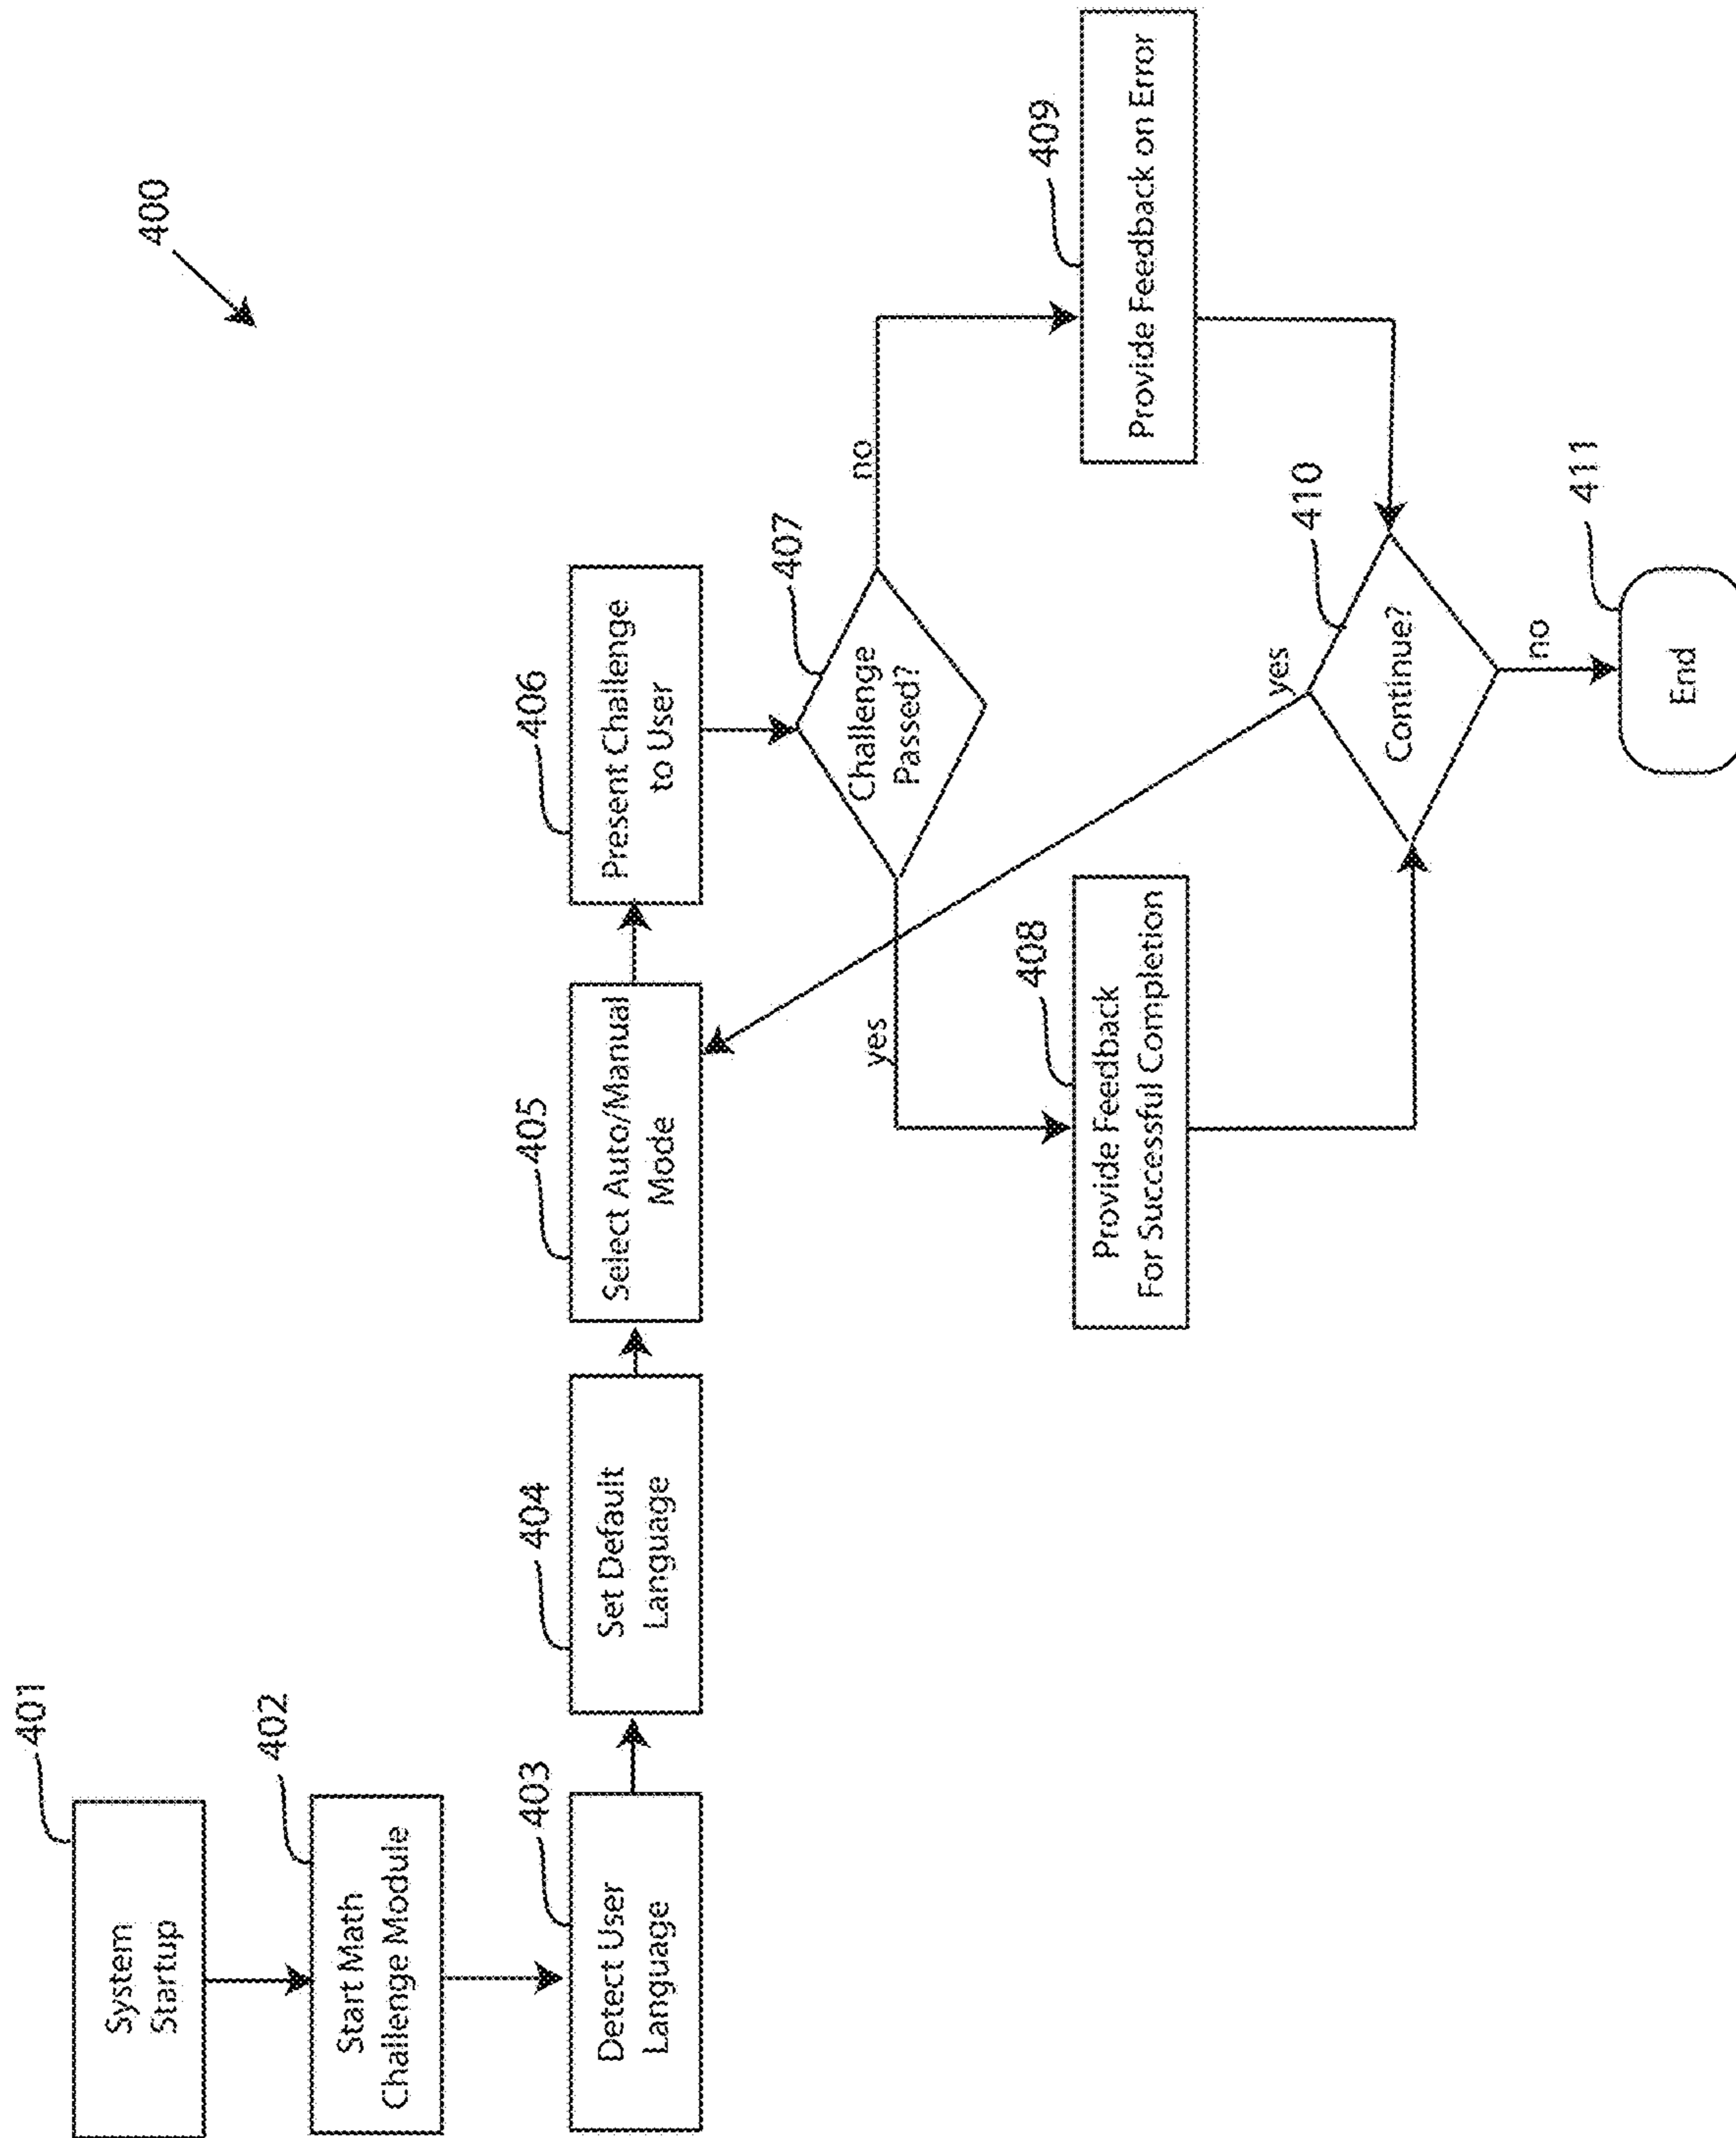 400
401
System
Startup
402
Start Math
Challenge Module
403
Detect User
Language
404
Set Default
Language
405
Select Auto/Manual
Mode
406
Present Challenge
to User
407
Challenge
Passed?
yes
no
408
Provide Feedback
For Successful Completion
409
Provide Feedback on Error
410
Continue?
yes
no
411
End